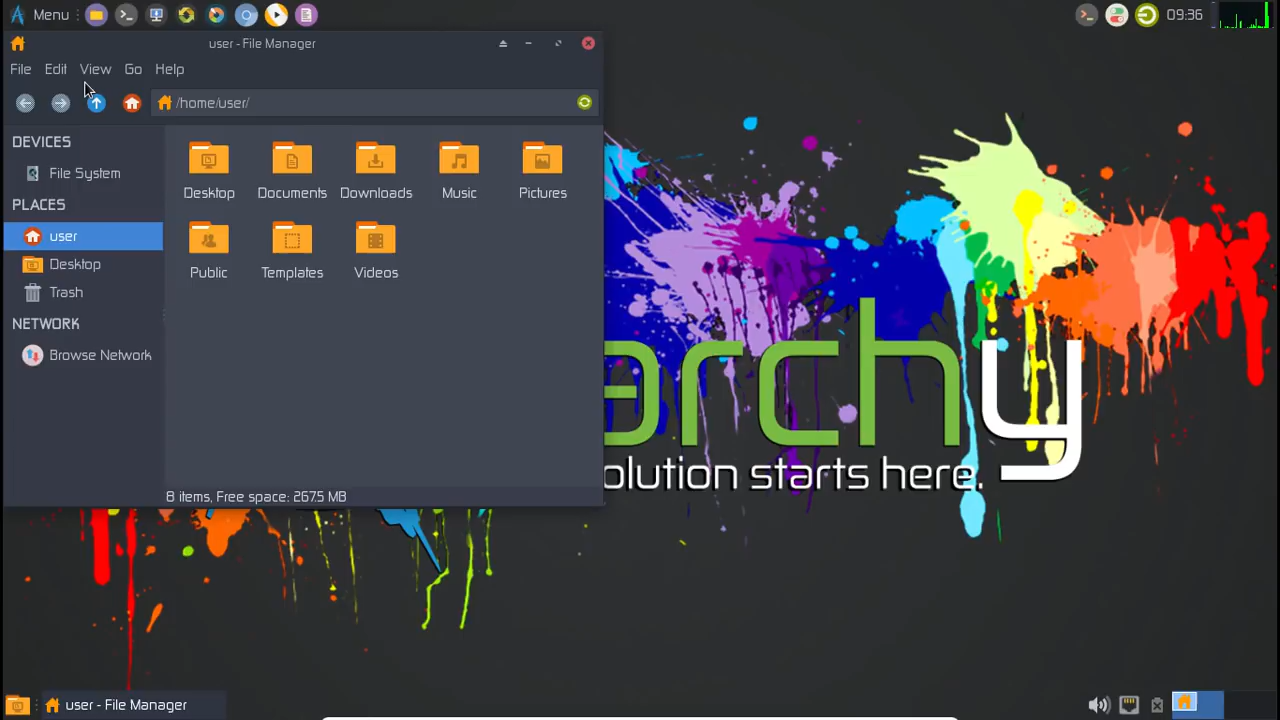 Menu
09:36
user - File Manager
File Edit View Go Help
/home/user/
DEVICES
File System
PLACES
user
Desktop
Trash
NETWORK
Browse Network
Desktop Documents Downloads Music Pictures
Public Templates Videos
8 items, Free space: 267.5 MB
archy
olution starts here.
user - File Manager